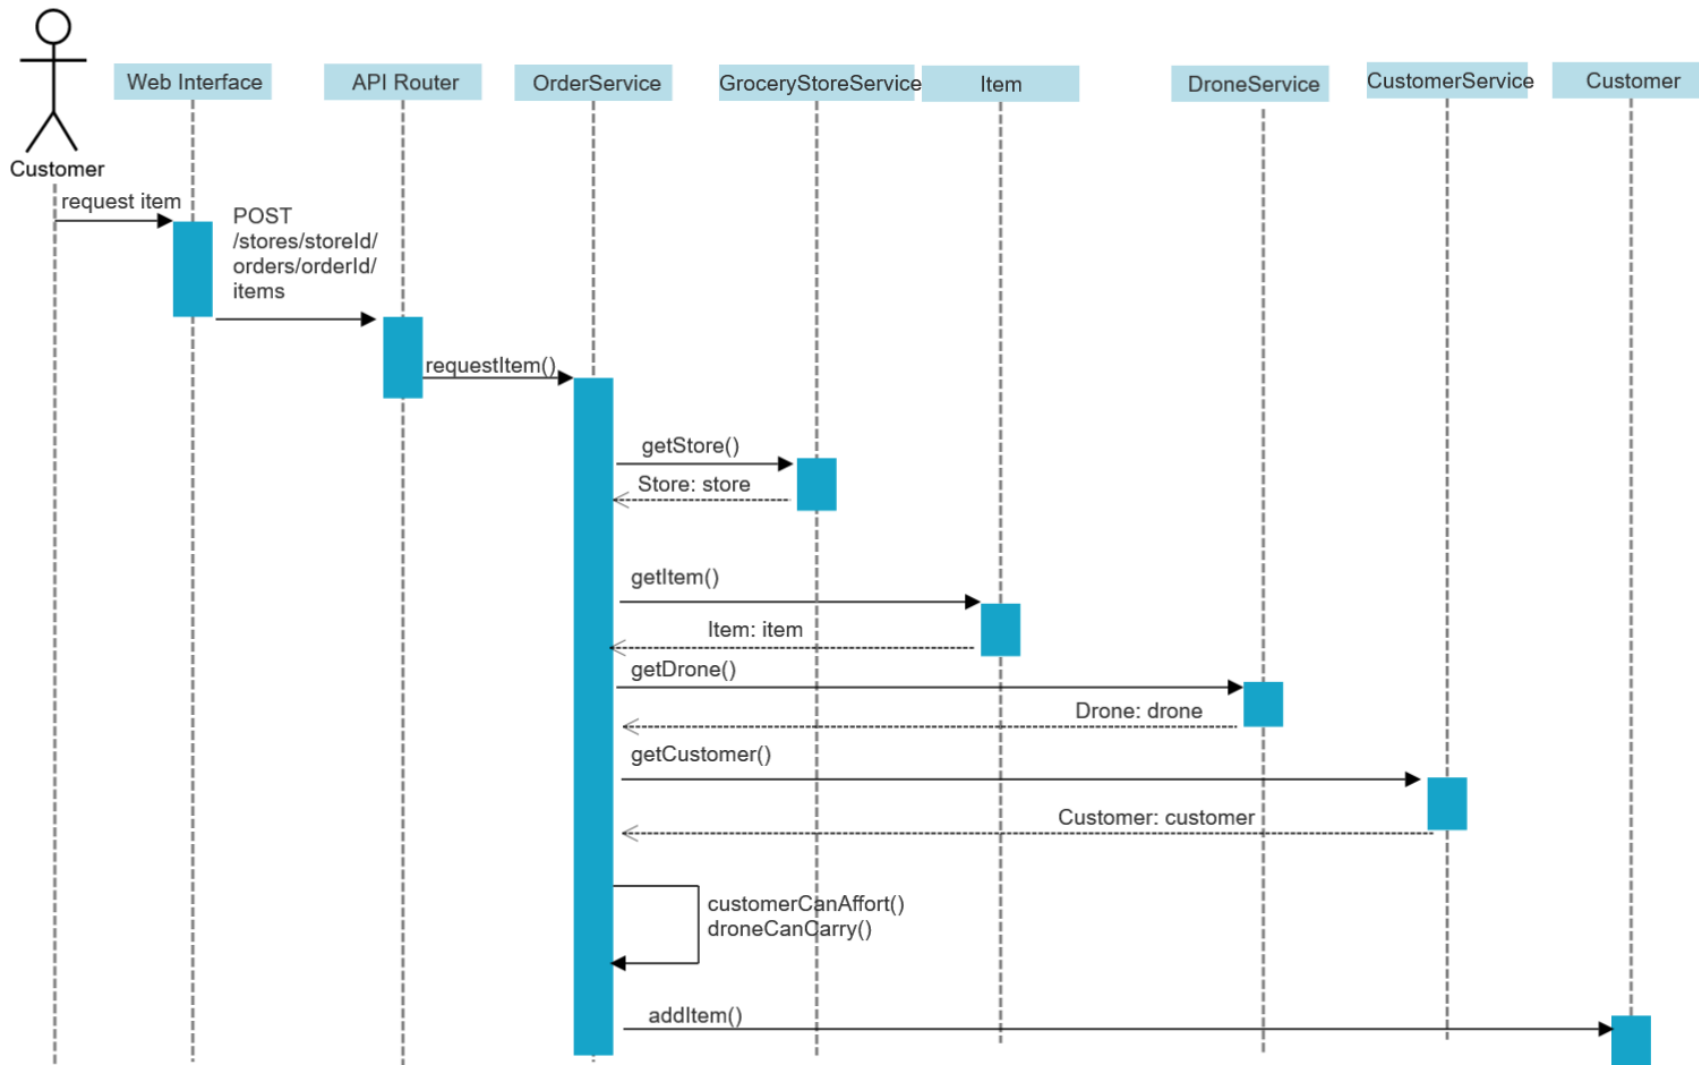 Web Interface
API Router
OrderService
GroceryStoreService
Item
DroneService
CustomerService
Customer
Customer
request item
POST
/stores/storeId/
orders/orderId/
items
requestItem()
getStore()
Store: store
getItem()
Item: item
getDrone()
Drone: drone
getCustomer()
Customer: customer
customerCanAffort()
droneCanCarry()
addItem()